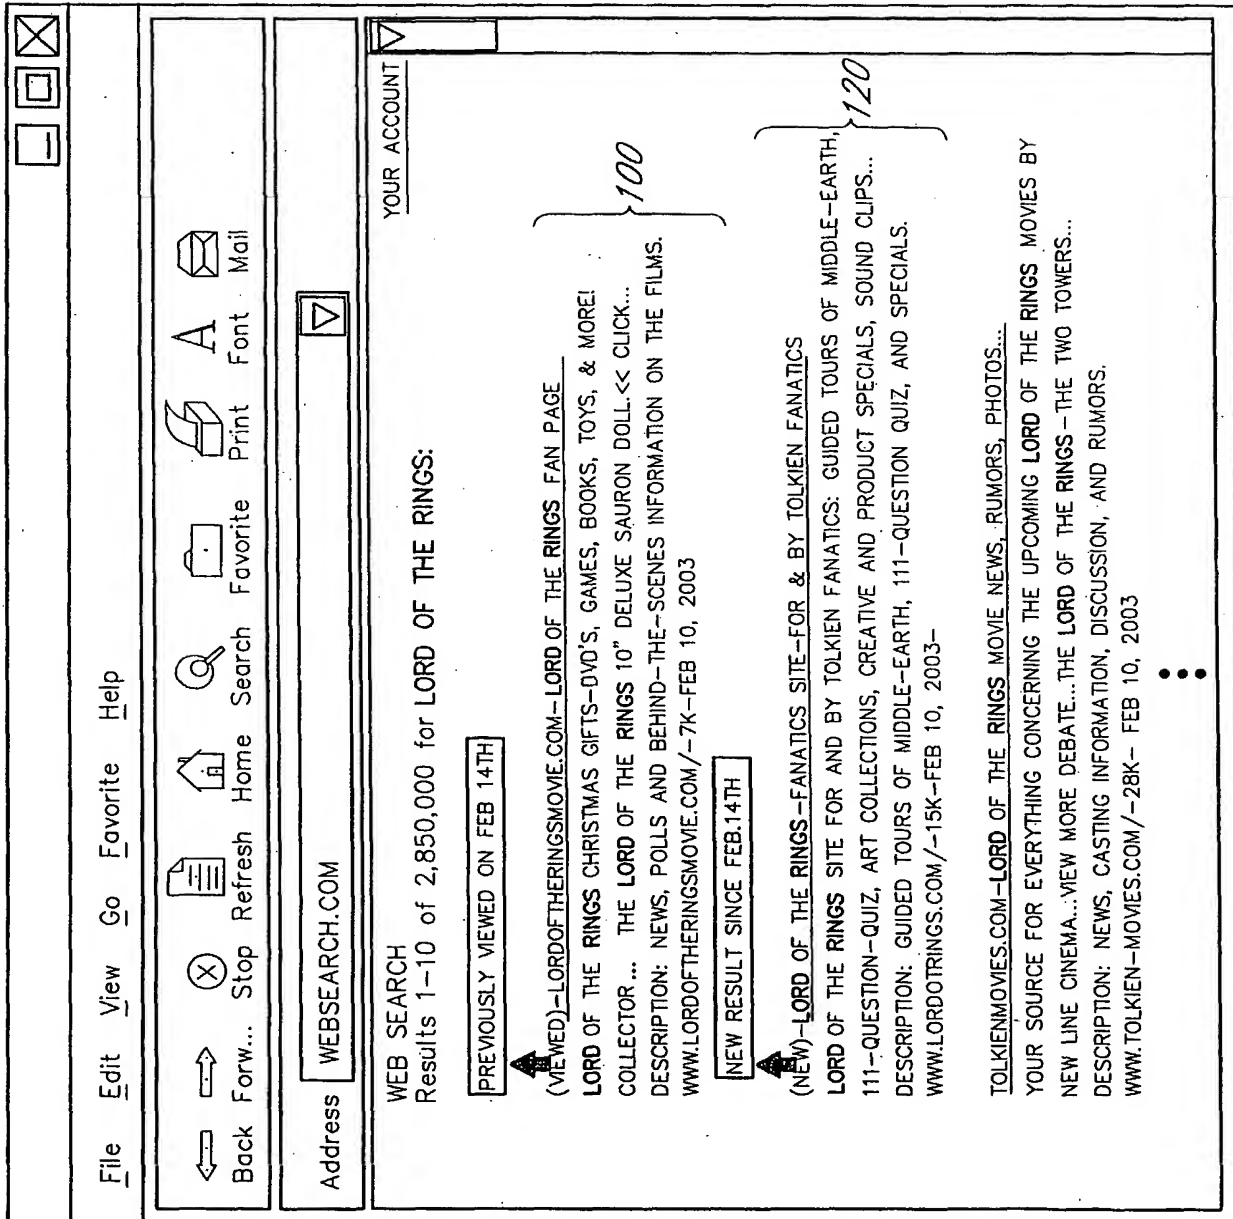 File Edit View Go Favorite Help
Back Forw... Stop Refresh Home Search Favorite Print Font Mail
Address WEBSEARCH.COM
YOUR ACCOUNT
WEB SEARCH
Results 1-10 of 2,850,000 for LORD OF THE RINGS:
PREVIOUSLY VIEWED ON FEB 14TH
(VIEWED)-LORDOFTHERINGSMOVIE.COM-LORD OF THE RINGS FAN PAGE
LORD OF THE RINGS CHRISTMAS GIFTS-DVD'S, GAMES, BOOKS, TOYS, & MORE!
COLLECTOR... THE LORD OF THE RINGS 10" DELUXE SAURON DOLL.<< CLICK...
DESCRIPTION: NEWS, POLLS AND BEHIND-THE-SCENES INFORMATION ON THE FILMS.
WWW.LORDOFTHERINGSMOVIE.COM/-7K-FEB 10, 2003
100
NEW RESULT SINCE FEB.14TH
(NEW)-LORD OF THE RINGS-FANATICS SITE-FOR & BY TOLKIEN FANATICS
LORD OF THE RINGS SITE FOR AND BY TOLKIEN FANATICS: GUIDED TOURS OF MIDDLE-EARTH,
111-QUESTION-QUIZ, ART COLLECTIONS, CREATIVE AND PRODUCT SPECIALS, SOUND CLIPS...
DESCRIPTION: GUIDED TOURS OF MIDDLE-EARTH, 111-QUESTION QUIZ, AND SPECIALS.
WWW.LORDOTRINGS.COM/-15K-FEB 10, 2003-
120
TOLKIENMOVIES.COM-LORD OF THE RINGS MOVIE NEWS, RUMORS, PHOTOS...
YOUR SOURCE FOR EVERYTHING CONCERNING THE UPCOMING LORD OF THE RINGS MOVIES BY
NEW LINE CINEMA...VIEW MORE DEBATE...THE LORD OF THE RINGS-THE TWO TOWERS...
DESCRIPTION: NEWS, CASTING INFORMATION, DISCUSSION, AND RUMORS.
WWW.TOLKIEN-MOVIES.COM/-28K- FEB 10, 2003